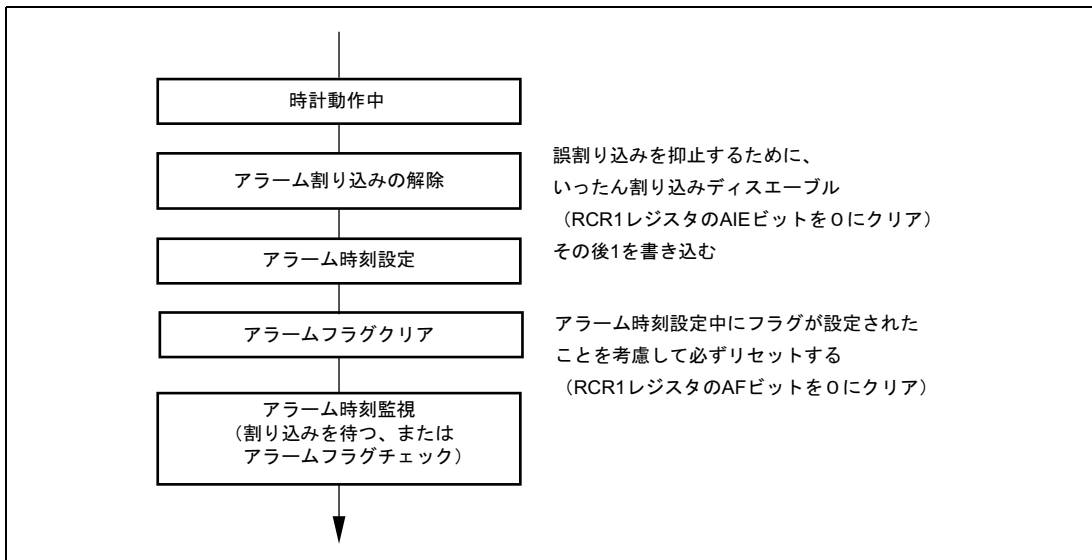 時計動作中
アラーム割り込みの解除
誤割り込みを抑止するために、
いったん割り込みディスエーブル
（RCR1レジスタのAIEビットを０にクリア）
その後1を書き込む
アラーム時刻設定
アラームフラグクリア
アラーム時刻設定中にフラグが設定された
ことを考慮して必ずリセットする
（RCR1レジスタのAFビットを０にクリア）
アラーム時刻監視
（割り込みを待つ、または
アラームフラグチェック）